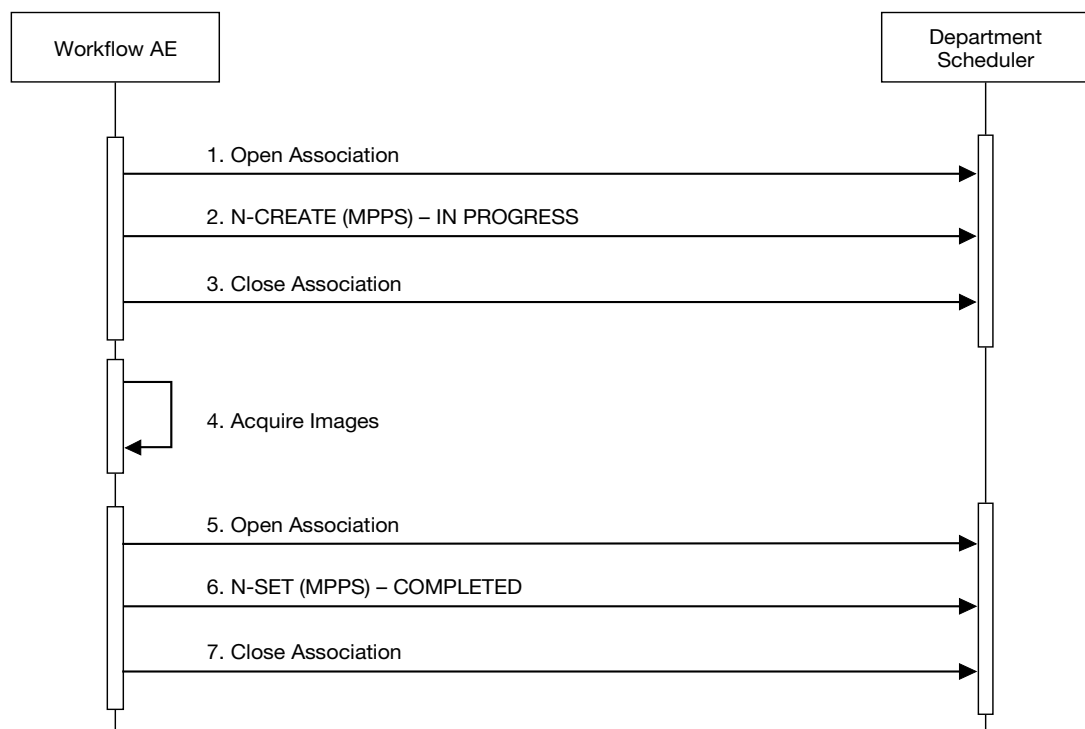 Workflow AE
Department
Scheduler
1. Open Association
2. N-CREATE (MPPS) – IN PROGRESS
3. Close Association
4. Acquire Images
5. Open Association
6. N-SET (MPPS) – COMPLETED
7. Close Association